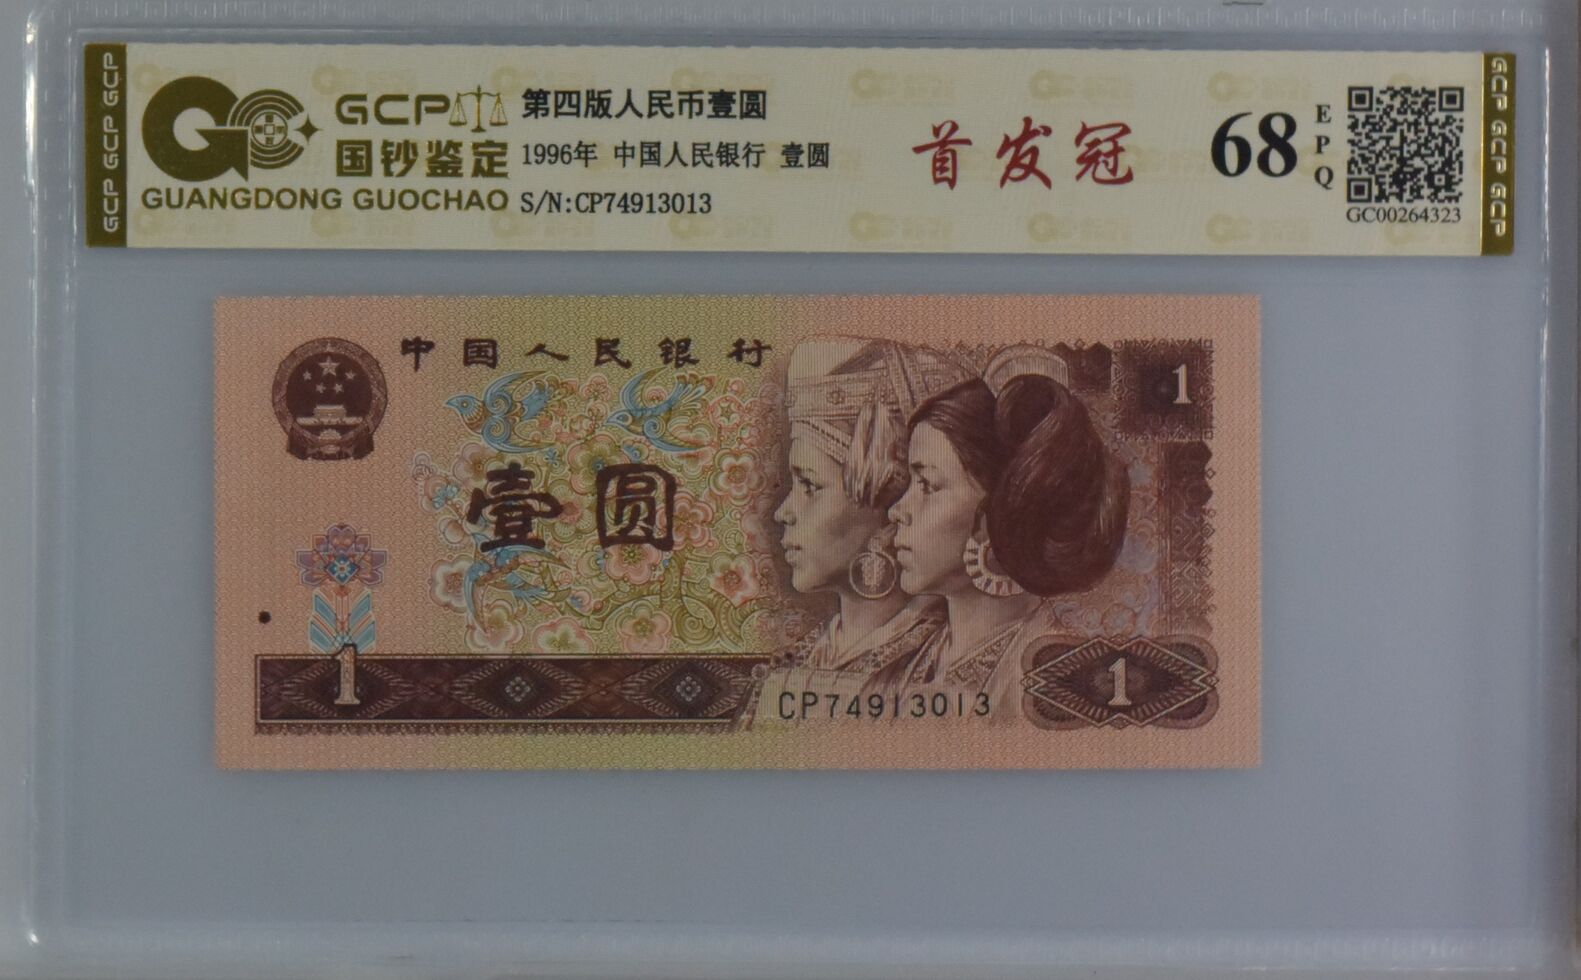 GCP GCP GCP
GCP
国钞鉴定
GUANGDONG GUOCHAO
第四版人民币壹圆
1996年 中国人民银行 壹圆
S/N:CP74913013
首发冠
68
EPQ
GC00264323
GCP GCP GCP
中国人民银行
1
壹圆
1
CP74913013
1